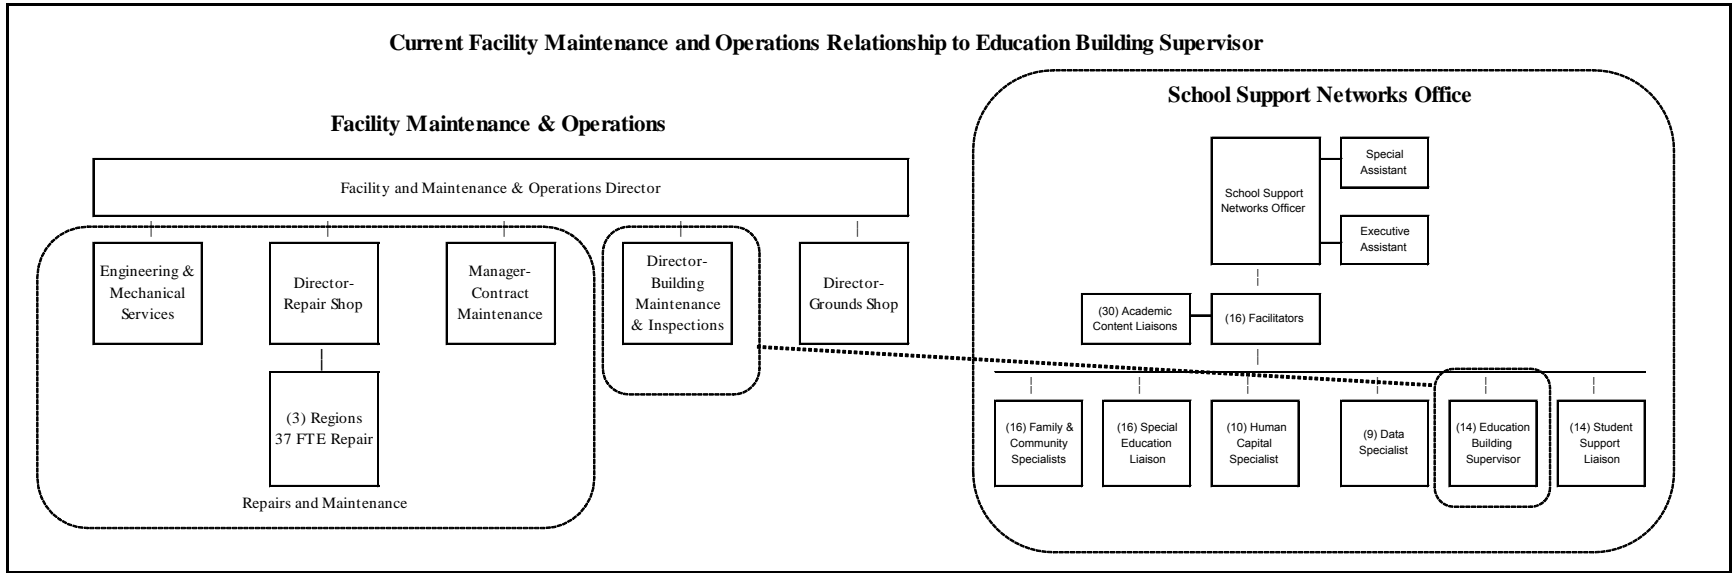 Current Facility Maintenance and Operations Relationship to Education Building Supervisor
School Support Networks Office
Facility Maintenance & Operations
Facility and Maintenance & Operations Director
Engineering &
Mechanical
Services
Director-
Repair Shop
Manager-
Contract
Maintenance
Director-
Building
Maintenance
& Inspections
Director-
Grounds Shop
(3) Regions
37 FTE Repair
Repairs and Maintenance
School Support
Networks Officer
Special
Assistant
Executive
Assistant
(30) Academic
Content Liaisons
(16) Facilitators
(16) Family &
Community
Specialists
(16) Special
Education
Liaison
(10) Human
Capital
Specialist
(9) Data
Specialist
(14) Education
Building
Supervisor
(14) Student
Support
Liaison